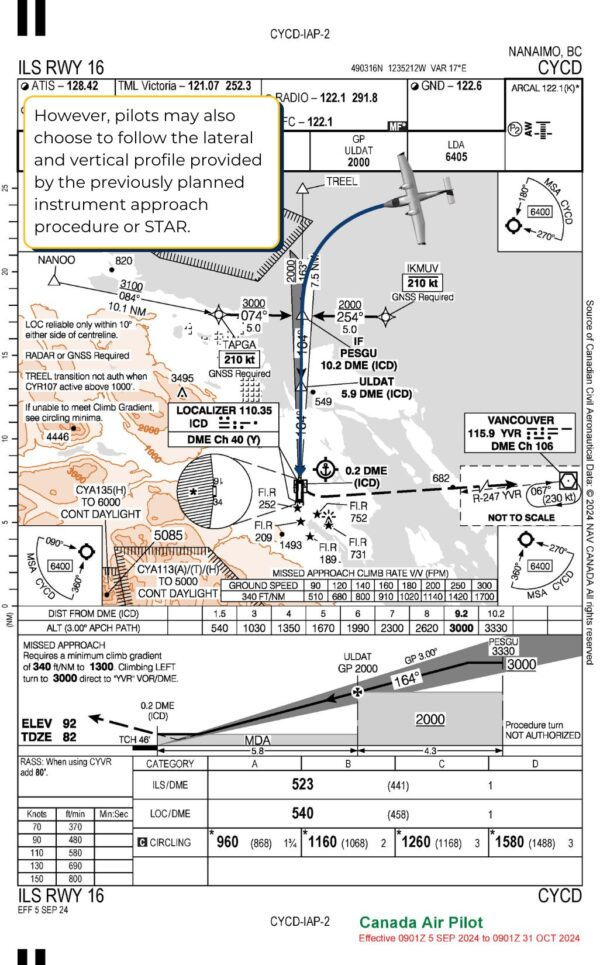 CYCD-IAP-2
NANAIMO, BC
ILS RWY 16
490316N 1235212W VAR 17°E
CYCD
ATIS – 128.42
TML Victoria – 121.07 252.3
RADIO – 122.1 291.8
FC – 122.1
MF
GND – 122.6
ARCAL 122.1(K)*
P2
AW
However, pilots may also
choose to follow the lateral
and vertical profile provided
by the previously planned
instrument approach
procedure or STAR.
GP
ULDAT
2000
LDA
6405
TREEL
MSA CYCD
180°
6400
270°
25
20
15
10
5
0
(NM)
NANOO
820
3100
084°
10.1 NM
2000
163°
7.5 NM
IKMUV
210 kt
GNSS Required
3000
074°
5.0
2000
254°
5.0
TAPGA
210 kt
GNSS Required
IF
PESGU
10.2 DME (ICD)
ULDAT
5.9 DME (ICD)
164°
164°
LOC reliable only within 10°
either side of centreline.
RADAR or GNSS Required
TREEL transition not auth when
CYR107 active above 1000'.
If unable to meet Climb Gradient,
see circling minima.
3495
549
4446
2000
1000
3000
LOCALIZER 110.35
ICD
DME Ch 40 (Y)
0.2 DME
(ICD)
VANCOUVER
115.9 YVR
DME Ch 106
682
R-247 YVR
067°
(230 kt)
NOT TO SCALE
CYA135(H)
TO 6000
CONT DAYLIGHT
16
34
Fl.R
252
Fl.R
752
Fl.R
209
1493
Fl.R
731
Fl.R
189
5085
CYA113(A)/(T)/(H)
TO 5000
CONT DAYLIGHT
090°
6400
360°
MSA CYCD
270°
6400
360°
MSA CYCD
MISSED APPROACH CLIMB RATE V/V (FPM)
GROUND SPEED 90 120 140 160 180 200 250 300
340 FT/NM 510 680 800 910 1020 1140 1420 1700
DIST FROM DME (ICD) 1.5 3 4 5 6 7 8 9.2 10.2
ALT (3.00° APCH PATH) 540 1030 1350 1670 1990 2300 2620 3000 3330
MISSED APPROACH
Requires a minimum climb gradient
of 340 ft/NM to 1300. Climbing LEFT
turn to 3000 direct to "YVR" VOR/DME.
ULDAT
GP 2000
GP 3.00°
PESGU
3330
3000
164°
0.2 DME
(ICD)
2000
ELEV 92
TDZE 82
TCH 46'
MDA
5.8
4.3
Procedure turn
NOT AUTHORIZED
RASS: When using CYVR
add 80'.
CATEGORY A B C D
ILS/DME 523 (441) 1
LOC/DME 540 (458) 1
C CIRCLING *960 (868) 1¾ *1160 (1068) 2 *1260 (1168) 3 *1580 (1488) 3
Knots ft/min Min:Sec
70 370
90 480
110 580
130 690
150 800
ILS RWY 16
CYCD
EFF 5 SEP 24
CYCD-IAP-2
Canada Air Pilot
Effective 0901Z 5 SEP 2024 to 0901Z 31 OCT 2024
Source of Canadian Civil Aeronautical Data: © 2024 NAV CANADA All rights reserved